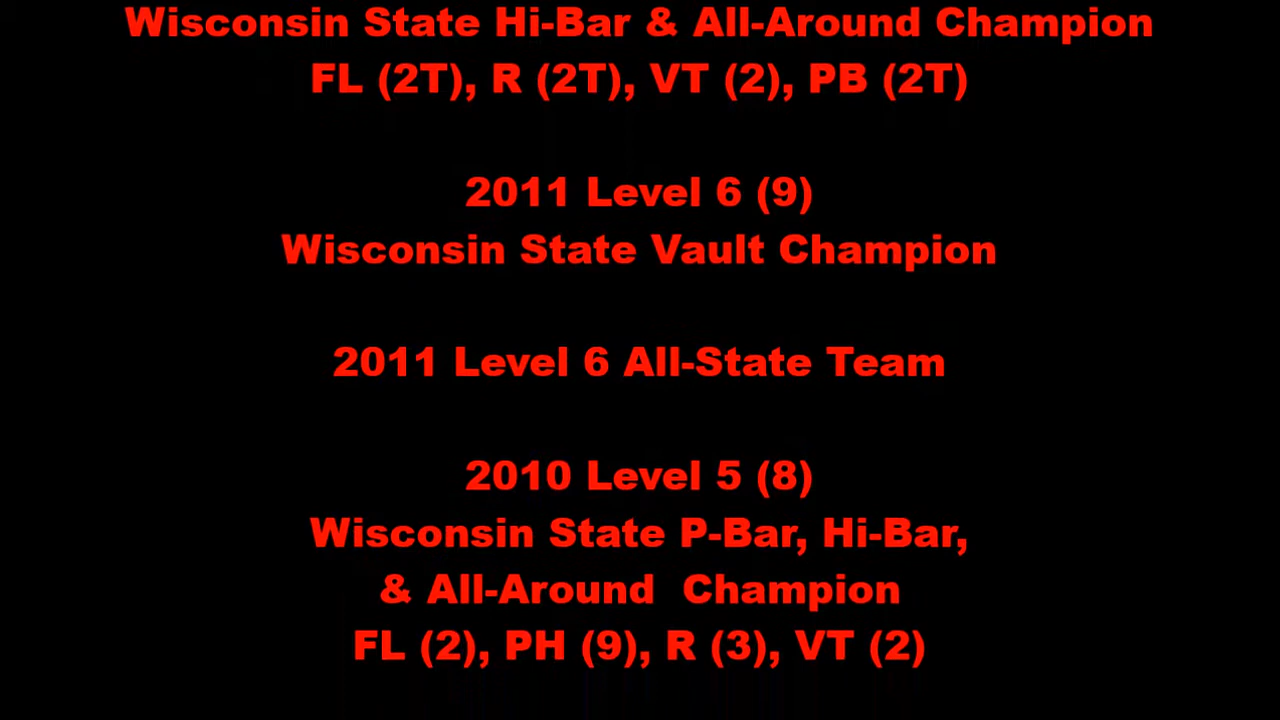 Wisconsin State Hi-Bar & All-Around Champion
FL (2T), R (2T), VT (2), PB (2T)
2011 Level 6 (9)
Wisconsin State Vault Champion
2011 Level 6 All-State Team
2010 Level 5 (8)
Wisconsin State P-Bar, Hi-Bar,
& All-Around  Champion
FL (2), PH (9), R (3), VT (2)